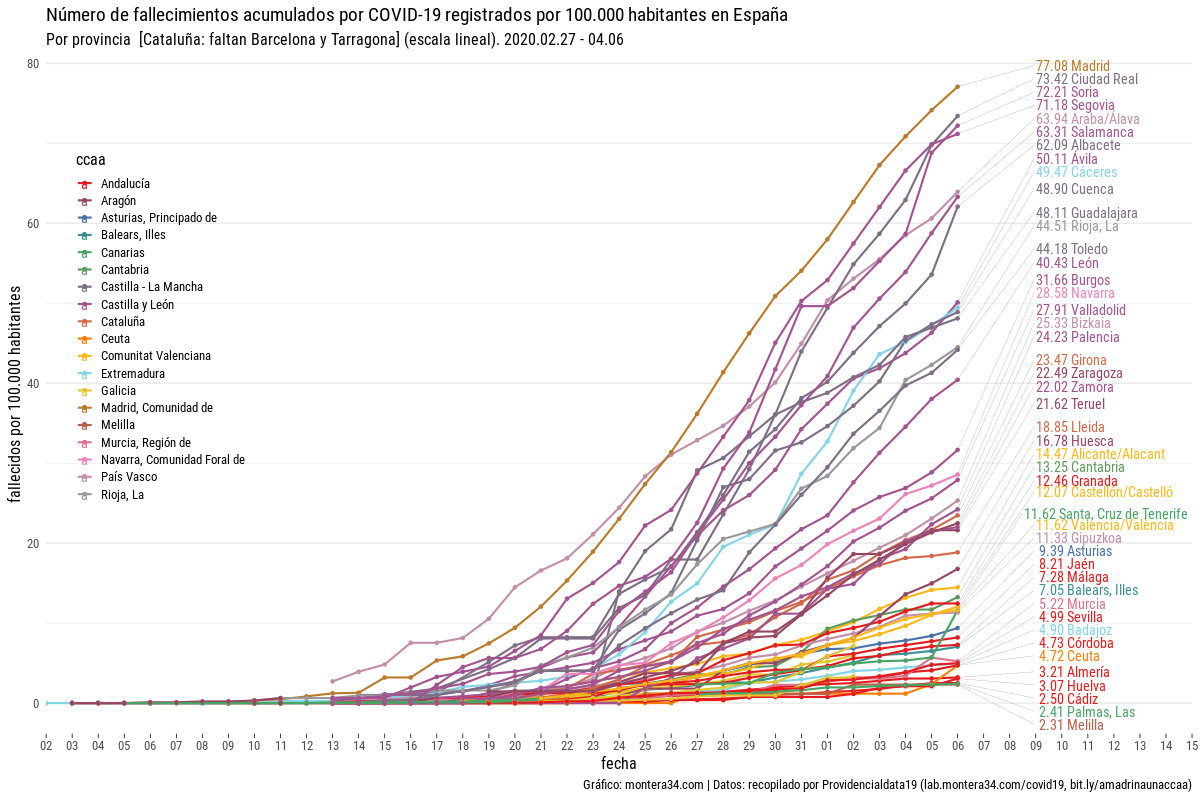 Número de fallecimientos acumulados por COVID-19 registrados por 100.000 habitantes en España
Por provincia [Cataluña: faltan Barcelona y Tarragona] (escala lineal). 2020.02.27 - 04.06
80
60
40
20
0
fallecidos por 100.000 habitantes
ccaa
Andalucía
Aragón
Asturias, Principado de
Balears, Illes
Canarias
Cantabria
Castilla - La Mancha
Castilla y León
Cataluña
Ceuta
Comunitat Valenciana
Extremadura
Galicia
Madrid, Comunidad de
Melilla
Murcia, Región de
Navarra, Comunidad Foral de
País Vasco
Rioja, La
77.08 Madrid
73.42 Ciudad Real
72.21 Soria
71.18 Segovia
63.94 Araba/Álava
63.31 Salamanca
62.09 Albacete
50.11 Ávila
49.47 Cáceres
48.90 Cuenca
48.11 Guadalajara
44.51 Rioja, La
44.18 Toledo
40.43 León
31.66 Burgos
28.58 Navarra
27.91 Valladolid
25.33 Bizkaia
24.23 Palencia
23.47 Girona
22.49 Zaragoza
22.02 Zamora
21.62 Teruel
18.85 Lleida
16.78 Huesca
14.47 Alicante/Alacant
13.25 Cantabria
12.46 Granada
12.07 Castellón/Castelló
11.62 Santa, Cruz de Tenerife
11.62 Valencia/València
11.33 Gipuzkoa
9.39 Asturias
8.21 Jaén
7.28 Málaga
7.05 Balears, Illes
5.22 Murcia
4.99 Sevilla
4.90 Badajoz
4.73 Córdoba
4.72 Ceuta
3.21 Almería
3.07 Huelva
2.50 Cádiz
2.41 Palmas, Las
2.31 Melilla
02 03 04 05 06 07 08 09 10 11 12 13 14 15 16 17 18 19 20 21 22 23 24 25 26 27 28 29 30 31 01 02 03 04 05 06 07 08 09 10 11 12 13 14 15
fecha
Gráfico: montera34.com | Datos: recopilado por Providencialdata19 (lab.montera34.com/covid19, bit.ly/amadrinaunaccaa)